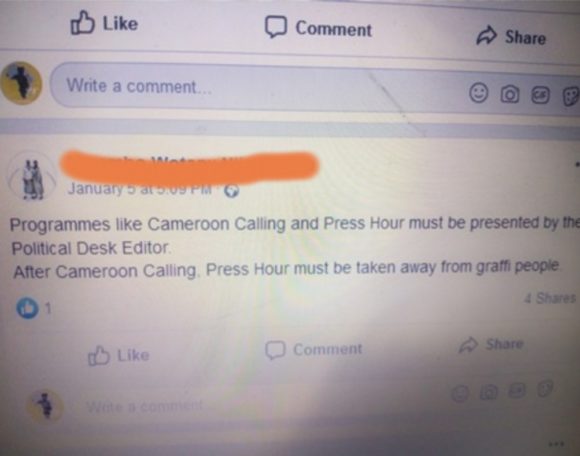 Like Comment Share
Write a comment...
January 5 at 5:09 PM
Programmes like Cameroon Calling and Press Hour must be presented by the
Political Desk Editor.
After Cameroon Calling, Press Hour must be taken away from graffi people.
1 4 Shares
Like Comment Share
Write a comment